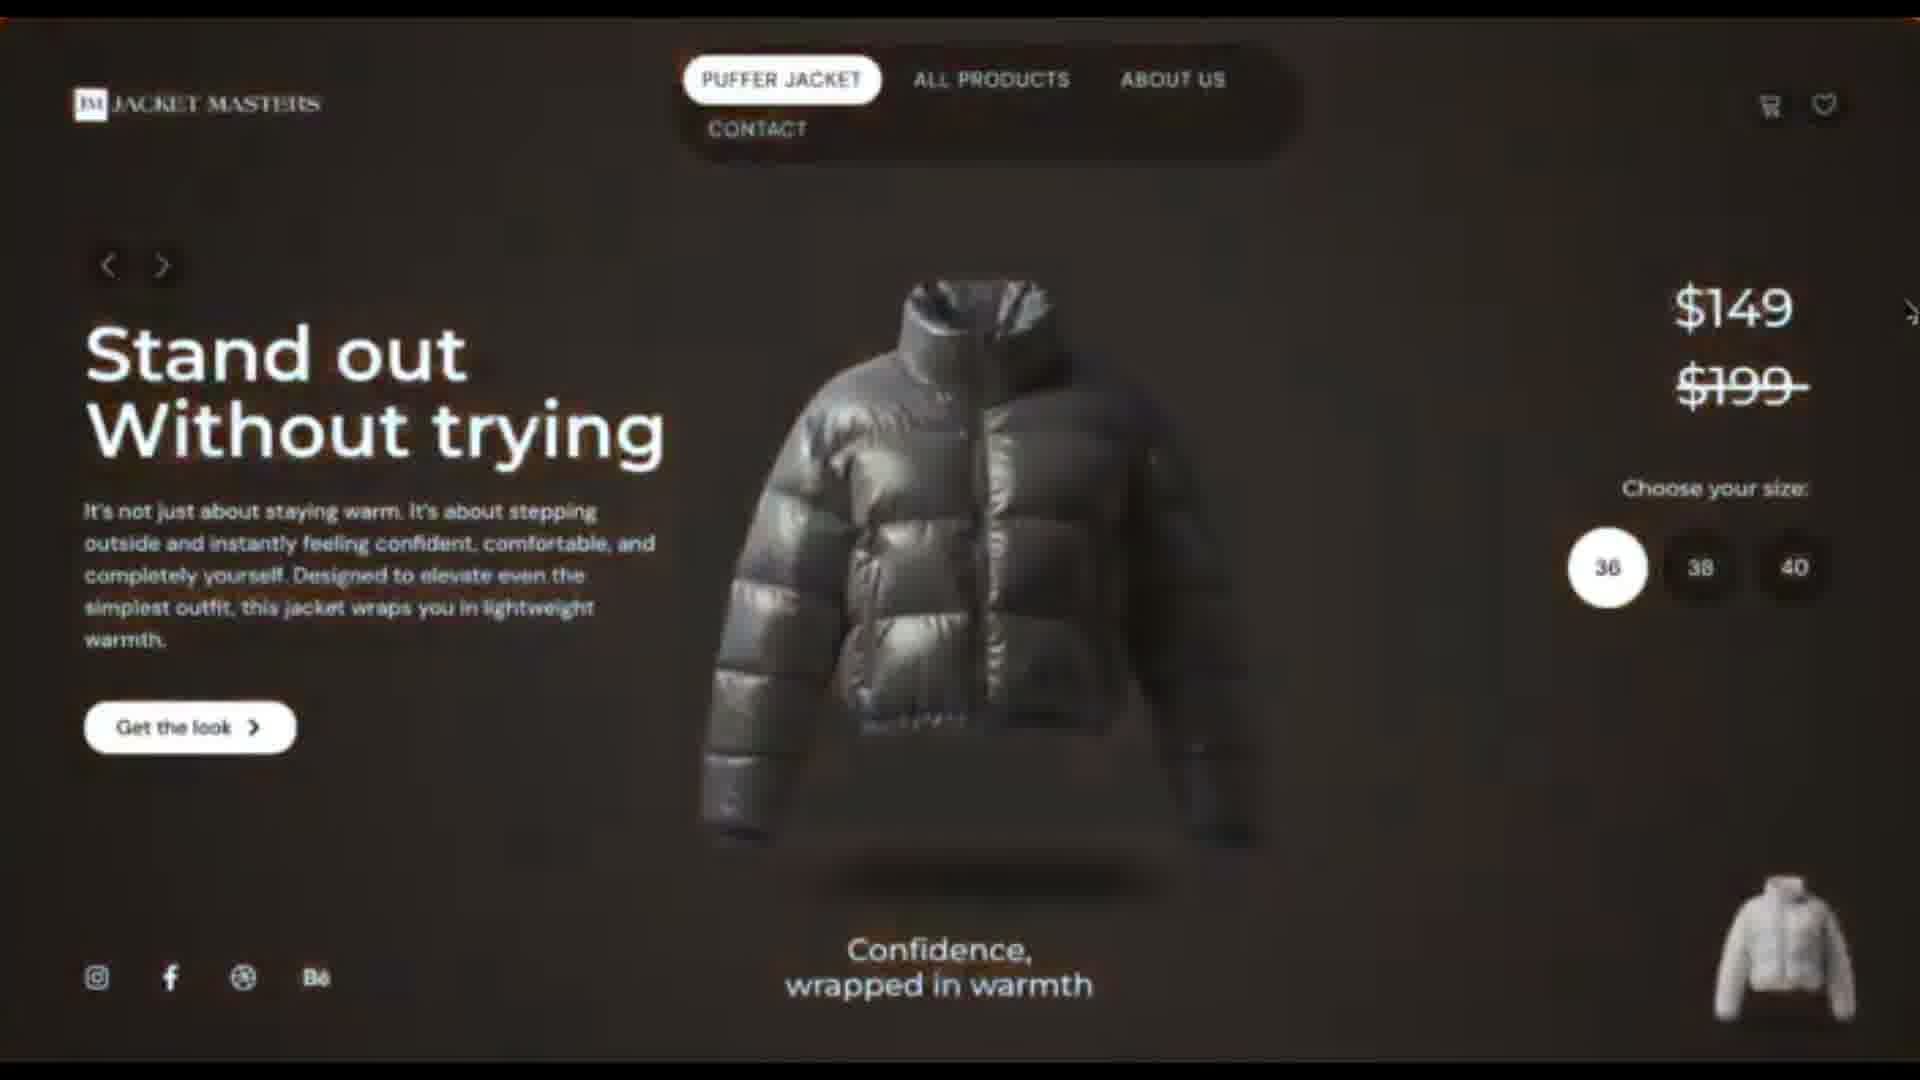 JM JACKET MASTERS
PUFFER JACKET
ALL PRODUCTS
ABOUT US
CONTACT
Stand out
Without trying
It's not just about staying warm. It's about stepping
outside and instantly feeling confident, comfortable, and
completely yourself. Designed to elevate even the
simplest outfit, this jacket wraps you in lightweight
warmth.
Get the look
$149
$199
Choose your size:
36
38
40
Confidence,
wrapped in warmth
Bē